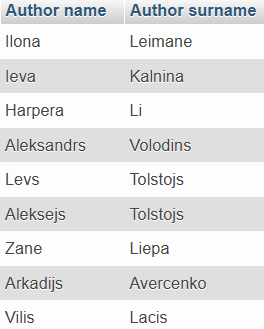 Author name Author surname
Ilona Leimane
Ieva Kalnina
Harpera Li
Aleksandrs Volodins
Levs Tolstojs
Aleksejs Tolstojs
Zane Liepa
Arkadijs Avercenko
Vilis Lacis